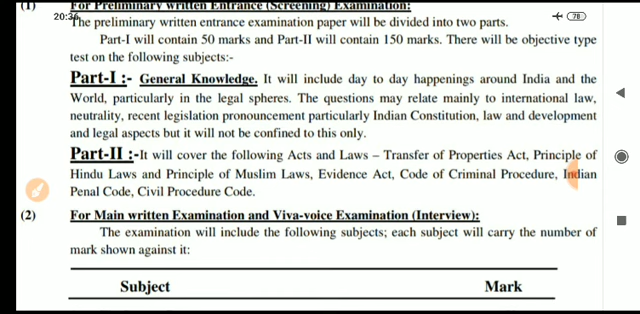 (1) For Preliminary Written Entrance (Screening) Examination:
20:36
78
The preliminary written entrance examination paper will be divided into two parts.
Part-I will contain 50 marks and Part-II will contain 150 marks. There will be objective type
test on the following subjects:-
Part-I :- General Knowledge. It will include day to day happenings around India and the
World, particularly in the legal spheres. The questions may relate mainly to international law,
neutrality, recent legislation pronouncement particularly Indian Constitution, law and development
and legal aspects but it will not be confined to this only.
Part-II :-It will cover the following Acts and Laws – Transfer of Properties Act, Principle of
Hindu Laws and Principle of Muslim Laws, Evidence Act, Code of Criminal Procedure, Indian
Penal Code, Civil Procedure Code.
(2) For Main written Examination and Viva-voice Examination (Interview):
The examination will include the following subjects; each subject will carry the number of
mark shown against it:
Subject Mark